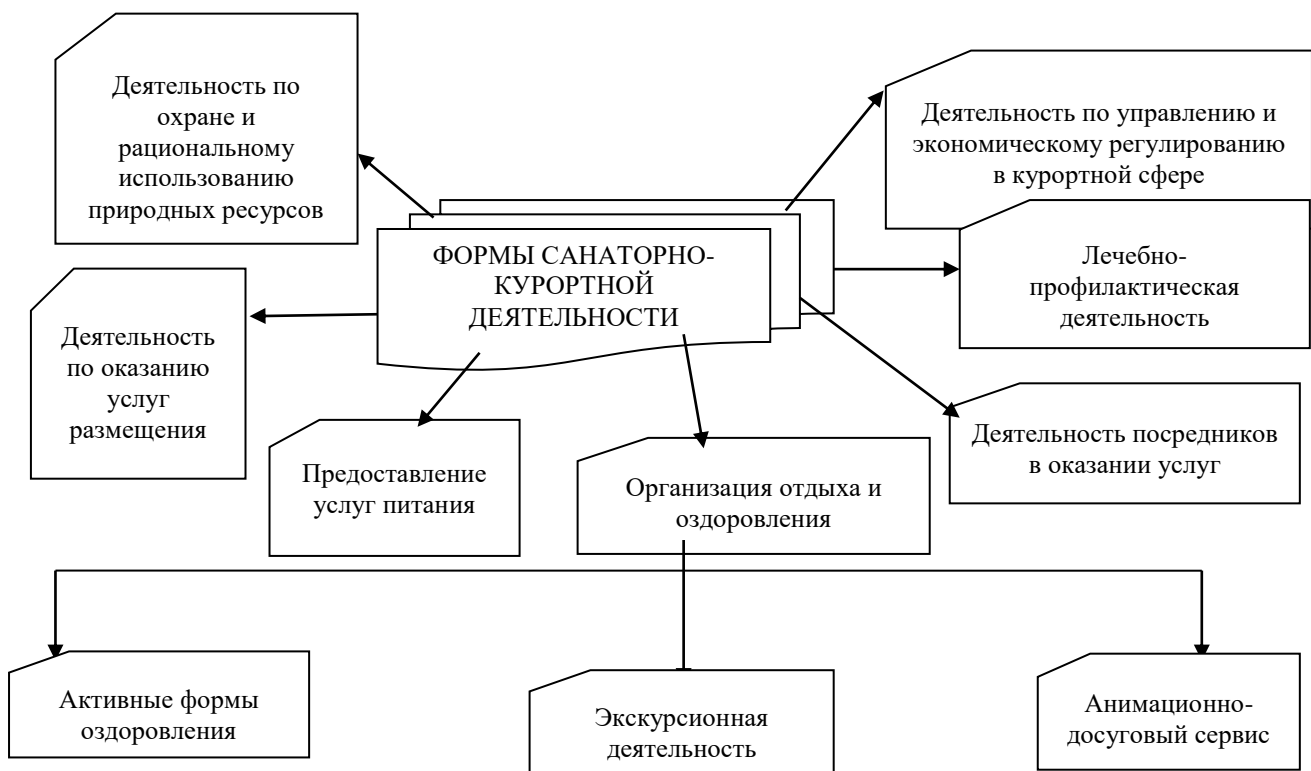 Деятельность по
охране и
рациональному
использованию
природных ресурсов
Деятельность по управлению и
экономическому регулированию
в курортной сфере
ФОРМЫ САНАТОРНО-
КУРОРТНОЙ
ДЕЯТЕЛЬНОСТИ
Лечебно-
профилактическая
деятельность
Деятельность
по оказанию
услуг
размещения
Предоставление
услуг питания
Организация отдыха и
оздоровления
Деятельность посредников
в оказании услуг
Активные формы
оздоровления
Экскурсионная
деятельность
Анимационно-
досуговый сервис